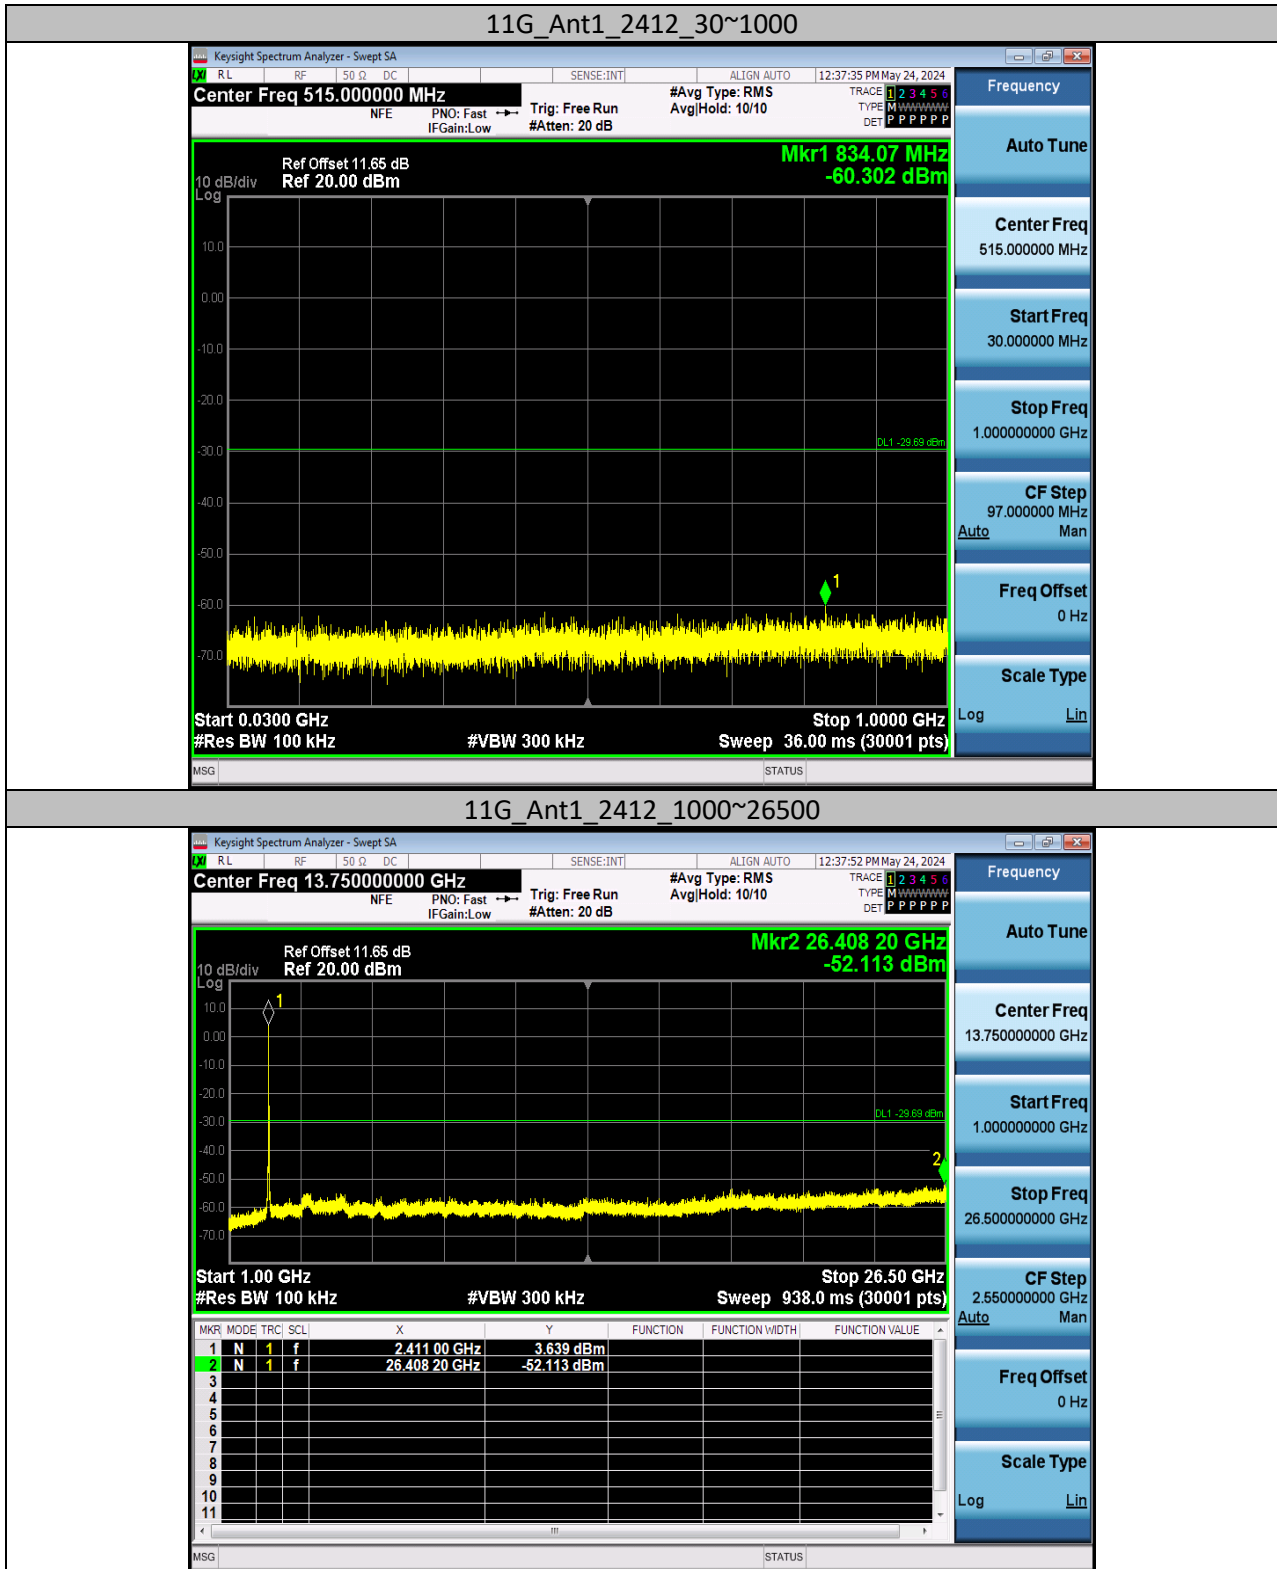 11G_Ant1_2412_30~1000
Keysight Spectrum Analyzer - Swept SA
LXI RL RF 50 Ω DC SENSE:INT ALIGN AUTO 12:37:35 PM May 24, 2024
Center Freq 515.000000 MHz
NFE PNO: Fast IFGain:Low
Trig: Free Run
#Atten: 20 dB
#Avg Type: RMS
Avg|Hold: 10/10
TRACE 1 2 3 4 5 6
TYPE M WWWWW
DET P P P P P P
Mkr1 834.07 MHz
-60.302 dBm
Ref Offset 11.65 dB
10 dB/div Ref 20.00 dBm
Log
10.0
0.00
-10.0
-20.0
DL1 -29.69 dBm
-30.0
-40.0
-50.0
1
-60.0
-70.0
Start 0.0300 GHz Stop 1.0000 GHz
#Res BW 100 kHz #VBW 300 kHz Sweep 36.00 ms (30001 pts)
MSG STATUS
Frequency
Auto Tune
Center Freq
515.000000 MHz
Start Freq
30.000000 MHz
Stop Freq
1.000000000 GHz
CF Step
97.000000 MHz
Auto Man
Freq Offset
0 Hz
Scale Type
Log Lin
11G_Ant1_2412_1000~26500
Keysight Spectrum Analyzer - Swept SA
LXI RL RF 50 Ω DC SENSE:INT ALIGN AUTO 12:37:52 PM May 24, 2024
Center Freq 13.750000000 GHz
NFE PNO: Fast IFGain:Low
Trig: Free Run
#Atten: 20 dB
#Avg Type: RMS
Avg|Hold: 10/10
TRACE 1 2 3 4 5 6
TYPE M WWWWW
DET P P P P P P
Mkr2 26.408 20 GHz
-52.113 dBm
Ref Offset 11.65 dB
10 dB/div Ref 20.00 dBm
Log
1
10.0
0.00
-10.0
-20.0
DL1 -29.69 dBm
-30.0
-40.0
2
-50.0
-60.0
-70.0
Start 1.00 GHz Stop 26.50 GHz
#Res BW 100 kHz #VBW 300 kHz Sweep 938.0 ms (30001 pts)
MKR MODE TRC SCL X Y FUNCTION FUNCTION WIDTH FUNCTION VALUE
1 N 1 f 2.411 00 GHz 3.639 dBm
2 N 1 f 26.408 20 GHz -52.113 dBm
3
4
5
6
7
8
9
10
11
MSG STATUS
Frequency
Auto Tune
Center Freq
13.750000000 GHz
Start Freq
1.000000000 GHz
Stop Freq
26.500000000 GHz
CF Step
2.550000000 GHz
Auto Man
Freq Offset
0 Hz
Scale Type
Log Lin